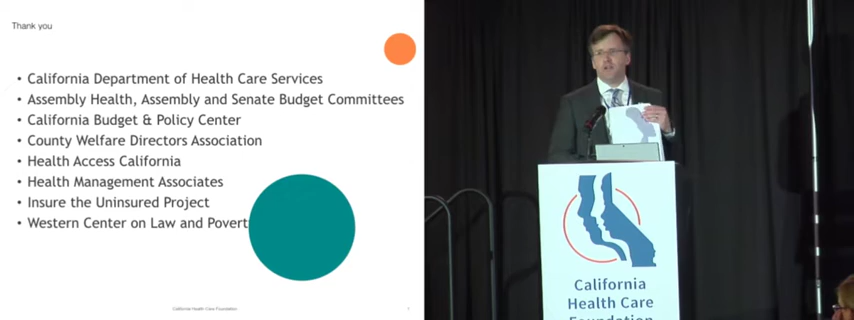 Thank you
• California Department of Health Care Services
• Assembly Health, Assembly and Senate Budget Committees
• California Budget & Policy Center
• County Welfare Directors Association
• Health Access California
• Health Management Associates
• Insure the Uninsured Project
• Western Center on Law and Povert
California Health Care Foundation
1
California
Health Care
Foundation